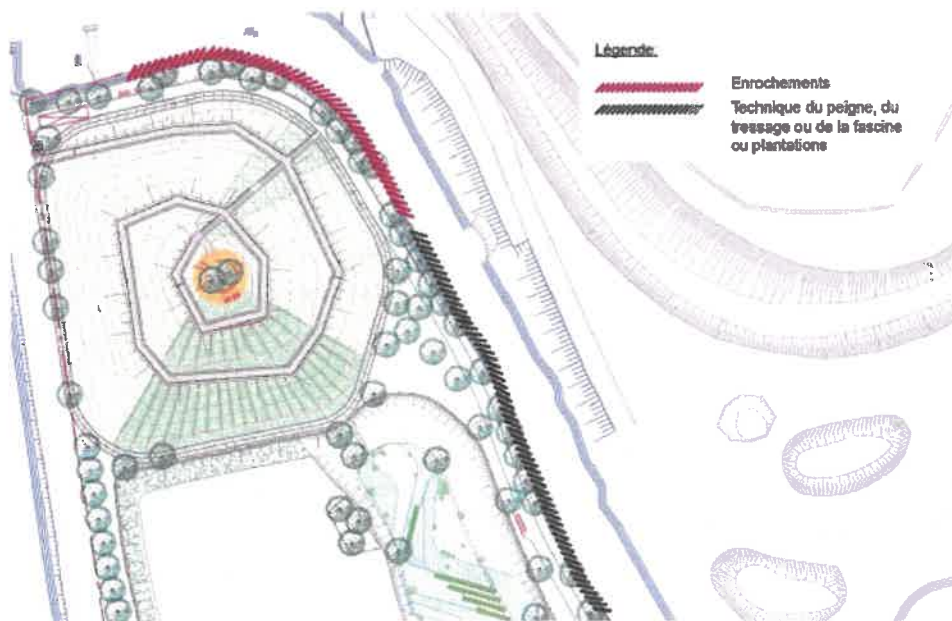 Légende:
Enrochements
Technique du peigne, du
tressage ou de la fascine
ou plantations